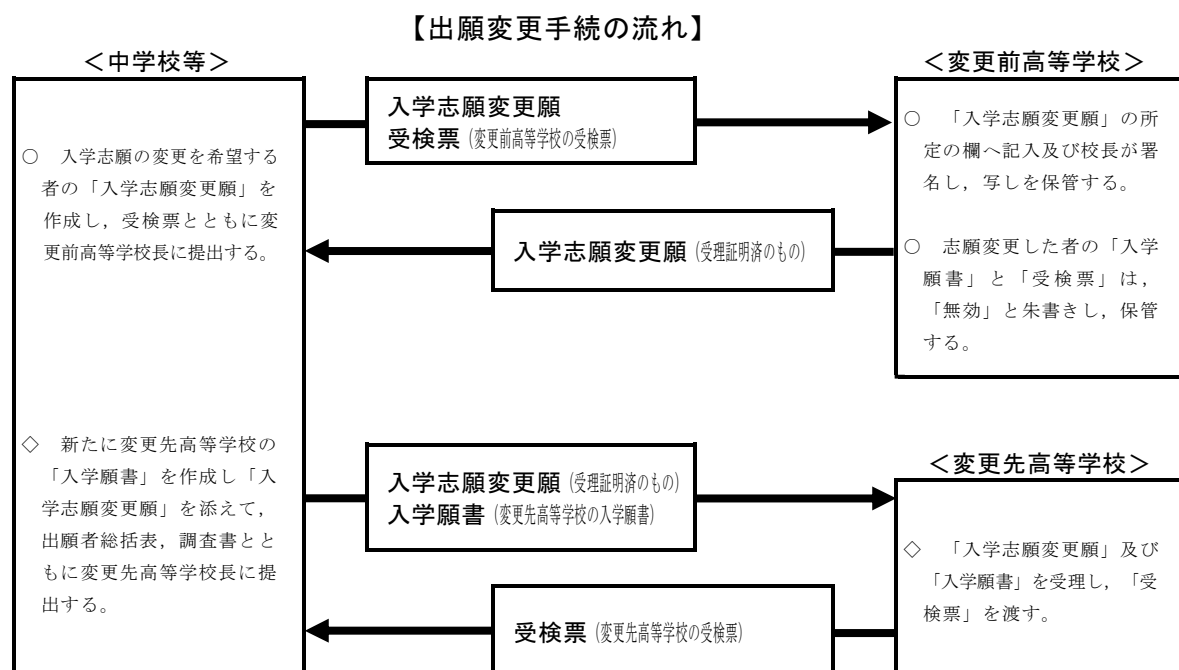 【出願変更手続の流れ】
＜中学校等＞
○　入学志願の変更を希望する
者の「入学志願変更願」を
作成し，受検票とともに変
更前高等学校長に提出する。
◇　新たに変更先高等学校の
「入学願書」を作成し「入
学志願変更願」を添えて，
出願者総括表，調査書とと
もに変更先高等学校長に提
出する。
入学志願変更願
受検票（変更前高等学校の受検票）
入学志願変更願（受理証明済のもの）
入学志願変更願（受理証明済のもの）
入学願書（変更先高等学校の入学願書）
受検票（変更先高等学校の受検票）
＜変更前高等学校＞
○　「入学志願変更願」の所
定の欄へ記入及び校長が署
名し，写しを保管する。
○　志願変更した者の「入学
願書」と「受検票」は，
「無効」と朱書きし，保管
する。
＜変更先高等学校＞
◇　「入学志願変更願」及び
「入学願書」を受理し，「受
検票」を渡す。